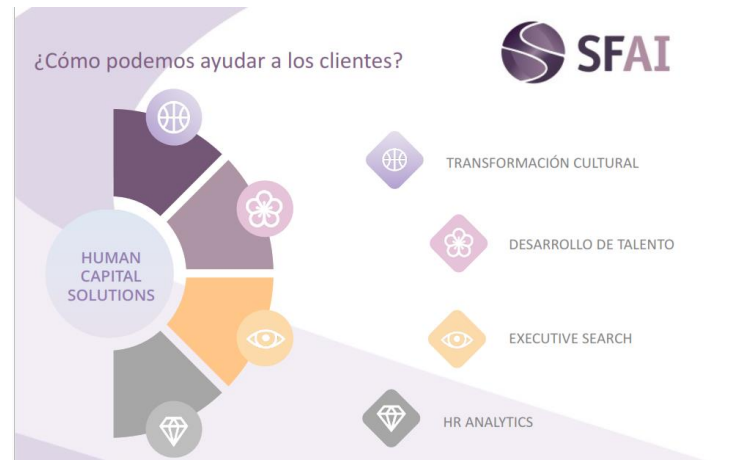 ¿Cómo podemos ayudar a los clientes?
SFAI
HUMAN
CAPITAL
SOLUTIONS
TRANSFORMACIÓN CULTURAL
DESARROLLO DE TALENTO
EXECUTIVE SEARCH
HR ANALYTICS